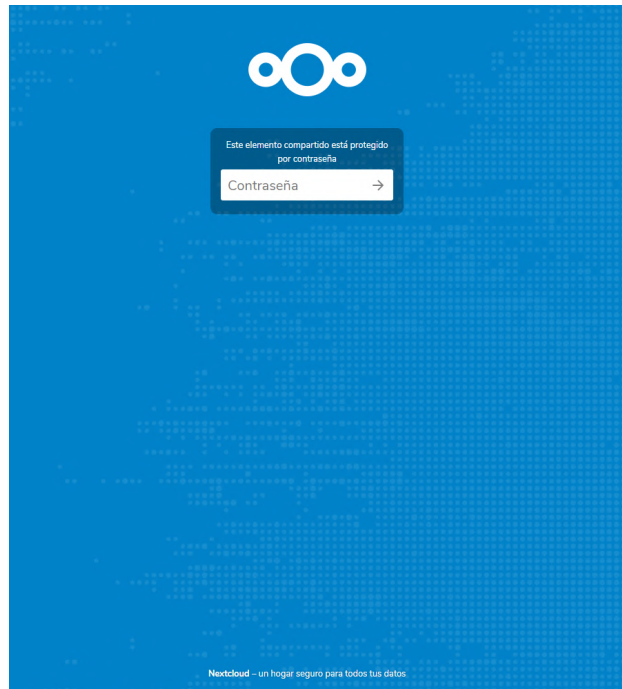 Este elemento compartido está protegido
por contraseña
Contraseña
Nextcloud – un hogar seguro para todos tus datos